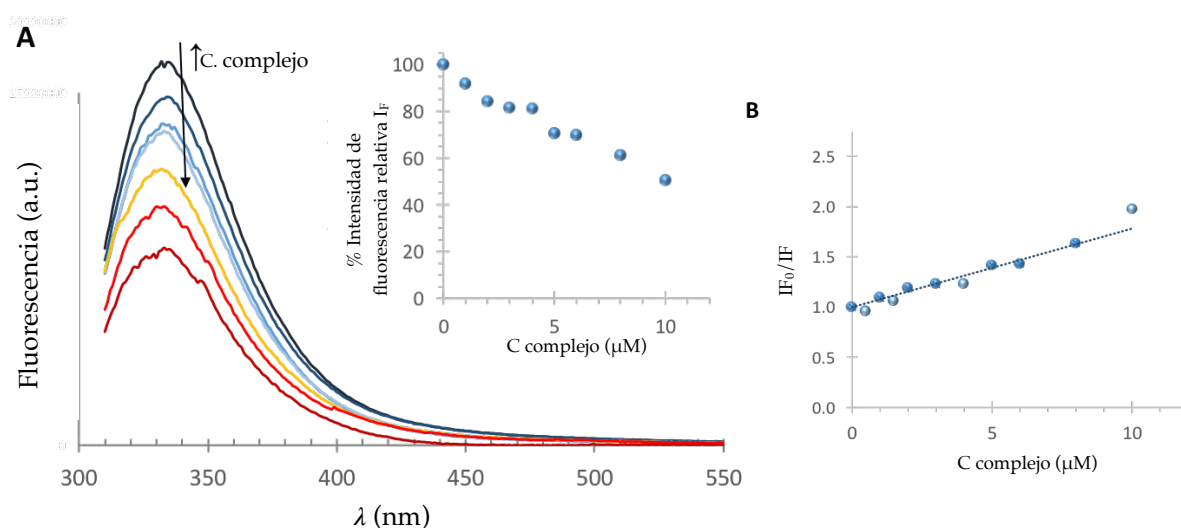 A
↑C. complejo
Fluorescencia (a.u.)
0
300
350
400
450
500
550
λ (nm)
% Intensidad de
fluorescencia relativa I_F
100
80
60
40
20
0
0
5
10
C complejo (µM)
B
IF₀/IF
2.5
2.0
1.5
1.0
0.5
0.0
0
5
10
C complejo (µM)